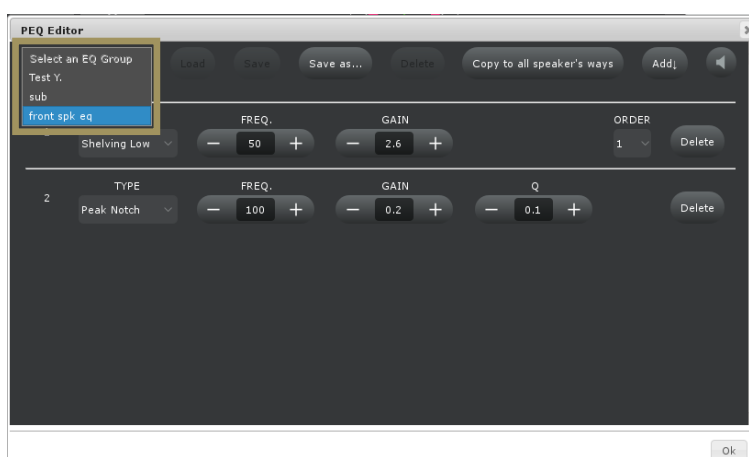 PEQ Editor
Select an EQ Group
Test Y.
sub
front spk eq
Load Save Save as... Delete Copy to all speaker's ways Add↓
FREQ. GAIN ORDER
Shelving Low − 50 + − 2.6 + 1 Delete
TYPE FREQ. GAIN Q
2 Peak Notch − 100 + − 0.2 + − 0.1 + Delete
Ok